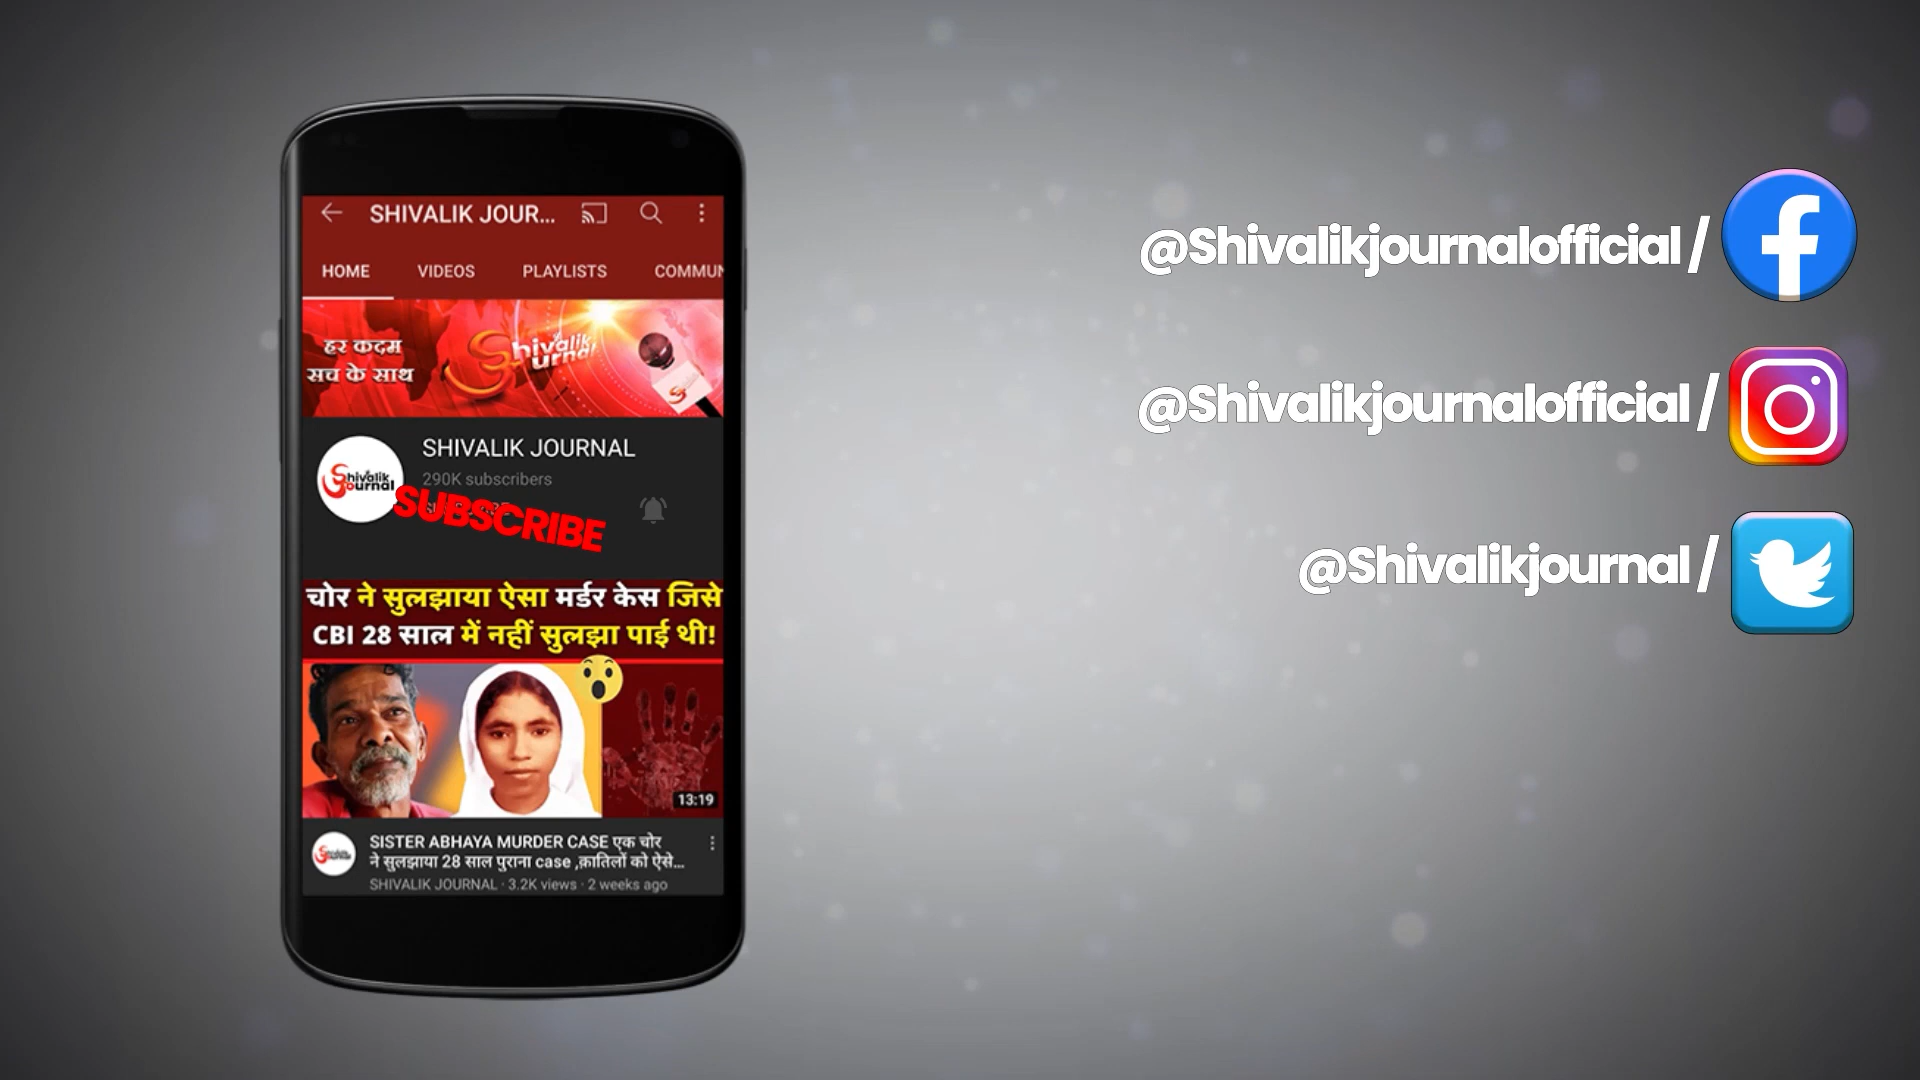 SHIVALIK JOUR...
HOME VIDEOS PLAYLISTS COMMUN
हर कदम
सच के साथ
Shivalik
Journal
SHIVALIK JOURNAL
290K subscribers
Shivalik
Journal
SUBSCRIBE
चोर ने सुलझाया ऐसा मर्डर केस जिसे
CBI 28 साल में नहीं सुलझा पाई थी!
13:19
SISTER ABHAYA MURDER CASE एक चोर
ने सुलझाया 28 साल पुराना case ,क़ातिलों को ऐसे...
SHIVALIK JOURNAL · 3.2K views · 2 weeks ago
@Shivalikjournalofficial /
@Shivalikjournalofficial /
@Shivalikjournal /